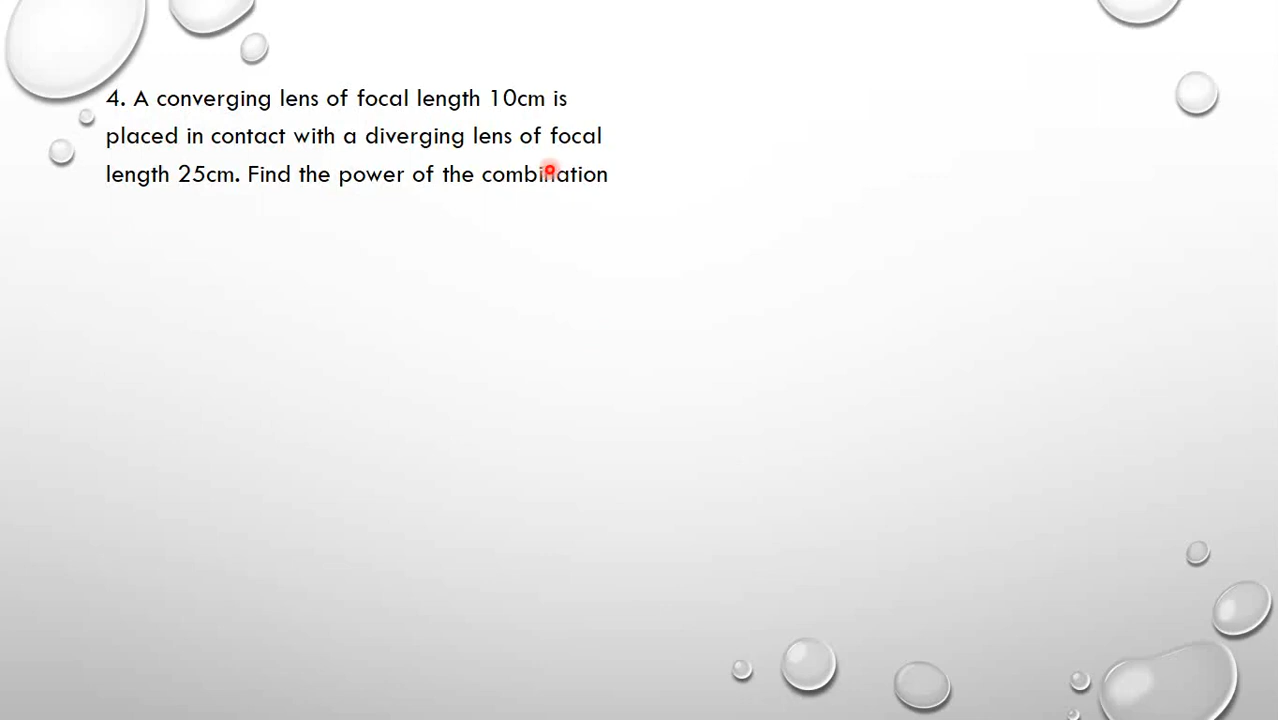 4. A converging lens of focal length 10cm is
placed in contact with a diverging lens of focal
length 25cm. Find the power of the combination